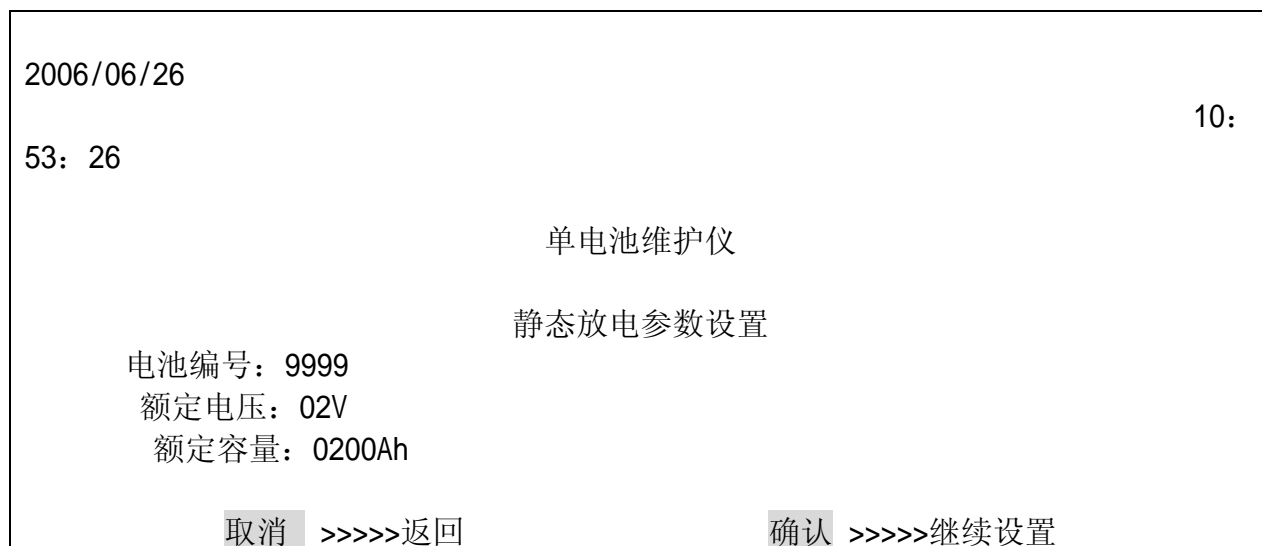 2006/06/26
10：
53：26
单电池维护仪
静态放电参数设置
电池编号：9999
额定电压：02V
额定容量：0200Ah
取消 >>>>>返回 确认 >>>>>继续设置